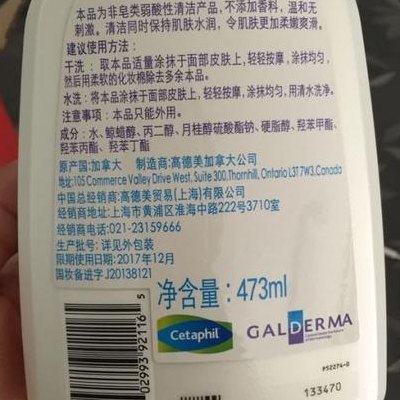 本品为非皂类弱酸性清洁产品，不添加香料，温和无
刺激。清洁同时保持肌肤水润，令肌肤更加柔嫩爽滑。
建议使用方法：
干洗：取本品适量涂抹于面部皮肤上，轻轻按摩，涂抹均匀，
然后用柔软的化妆棉除去多余本品。
水洗：将本品涂抹于面部皮肤上，轻轻按摩，涂抹均匀，用清水洗净。
注意事项：本品只能外用。
成分：水、鲸蜡醇、丙二醇、月桂醇硫酸酯钠、硬脂醇、羟苯甲酯、
羟苯丙酯、羟苯丁酯
原产国:加拿大 制造商:高德美加拿大公司
地址:105 Commerce Valley Drive West, Suite 300,Thornhill, Ontario L3T7W3.Canada
中国总经销商:高德美贸易(上海)有限公司
经销商地址:上海市黄浦区淮海中路222号3710室
经销商电话:021-23159666
生产批号: 详见外包装
限期使用日期:2017年12月
国妆备进字J20138121
净含量:473ml
Cetaphil
GALDERMA
02993 92116 5
P52274-0
133470